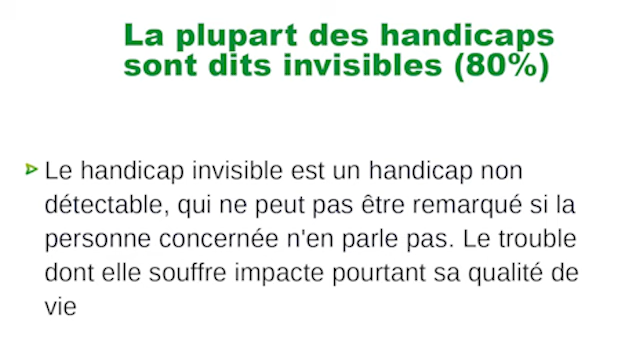 La plupart des handicaps
sont dits invisibles (80%)
Le handicap invisible est un handicap non
détectable, qui ne peut pas être remarqué si la
personne concernée n'en parle pas. Le trouble
dont elle souffre impacte pourtant sa qualité de
vie